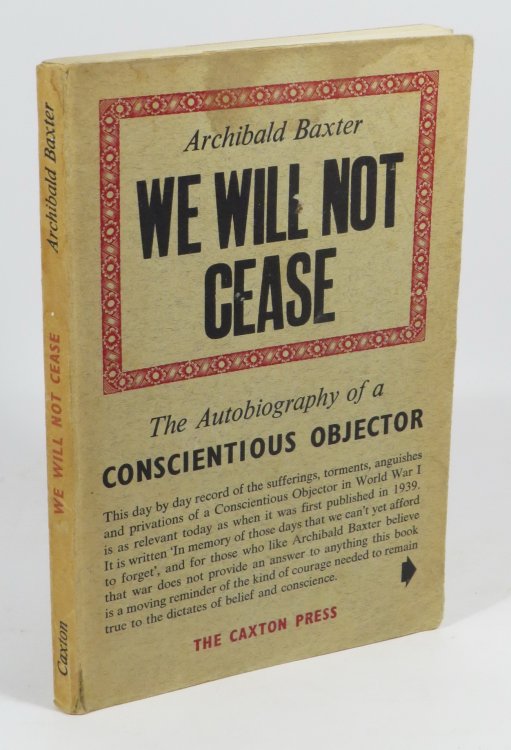 Archibald Baxter
WE WILL NOT
CEASE
The Autobiography of a
CONSCIENTIOUS OBJECTOR
This day by day record of the sufferings, torments, anguishes
and privations of a Conscientious Objector in World War I
is as relevant today as when it was first published in 1939.
It is written 'In memory of those days that we can't yet afford
to forget', and for those who like Archibald Baxter believe
that war does not provide an answer to anything this book
is a moving reminder of the kind of courage needed to remain
true to the dictates of belief and conscience.
THE CAXTON PRESS
Archibald Baxter
WE WILL NOT CEASE
Caxton